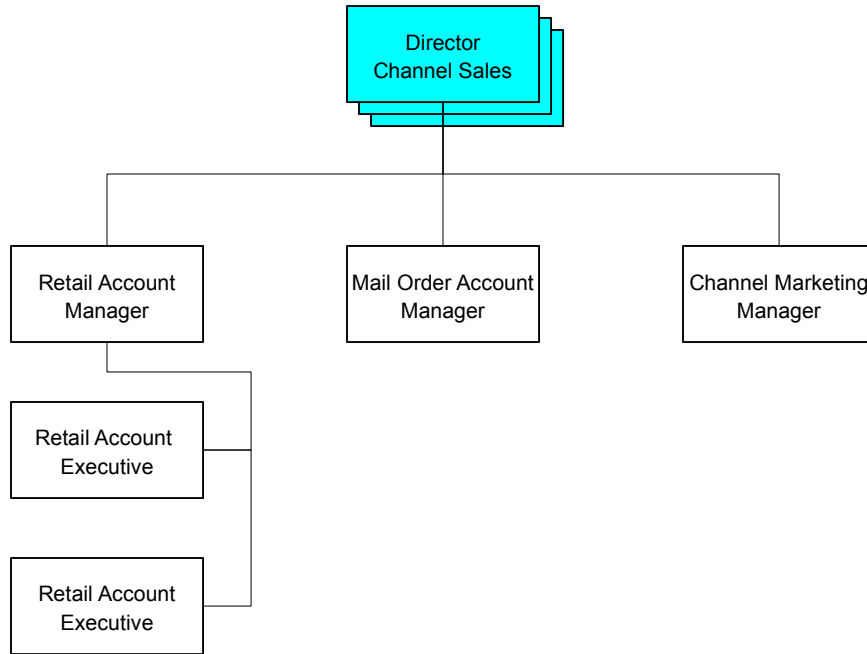 Director
Channel Sales
Retail Account
Manager
Mail Order Account
Manager
Channel Marketing
Manager
Retail Account
Executive
Retail Account
Executive